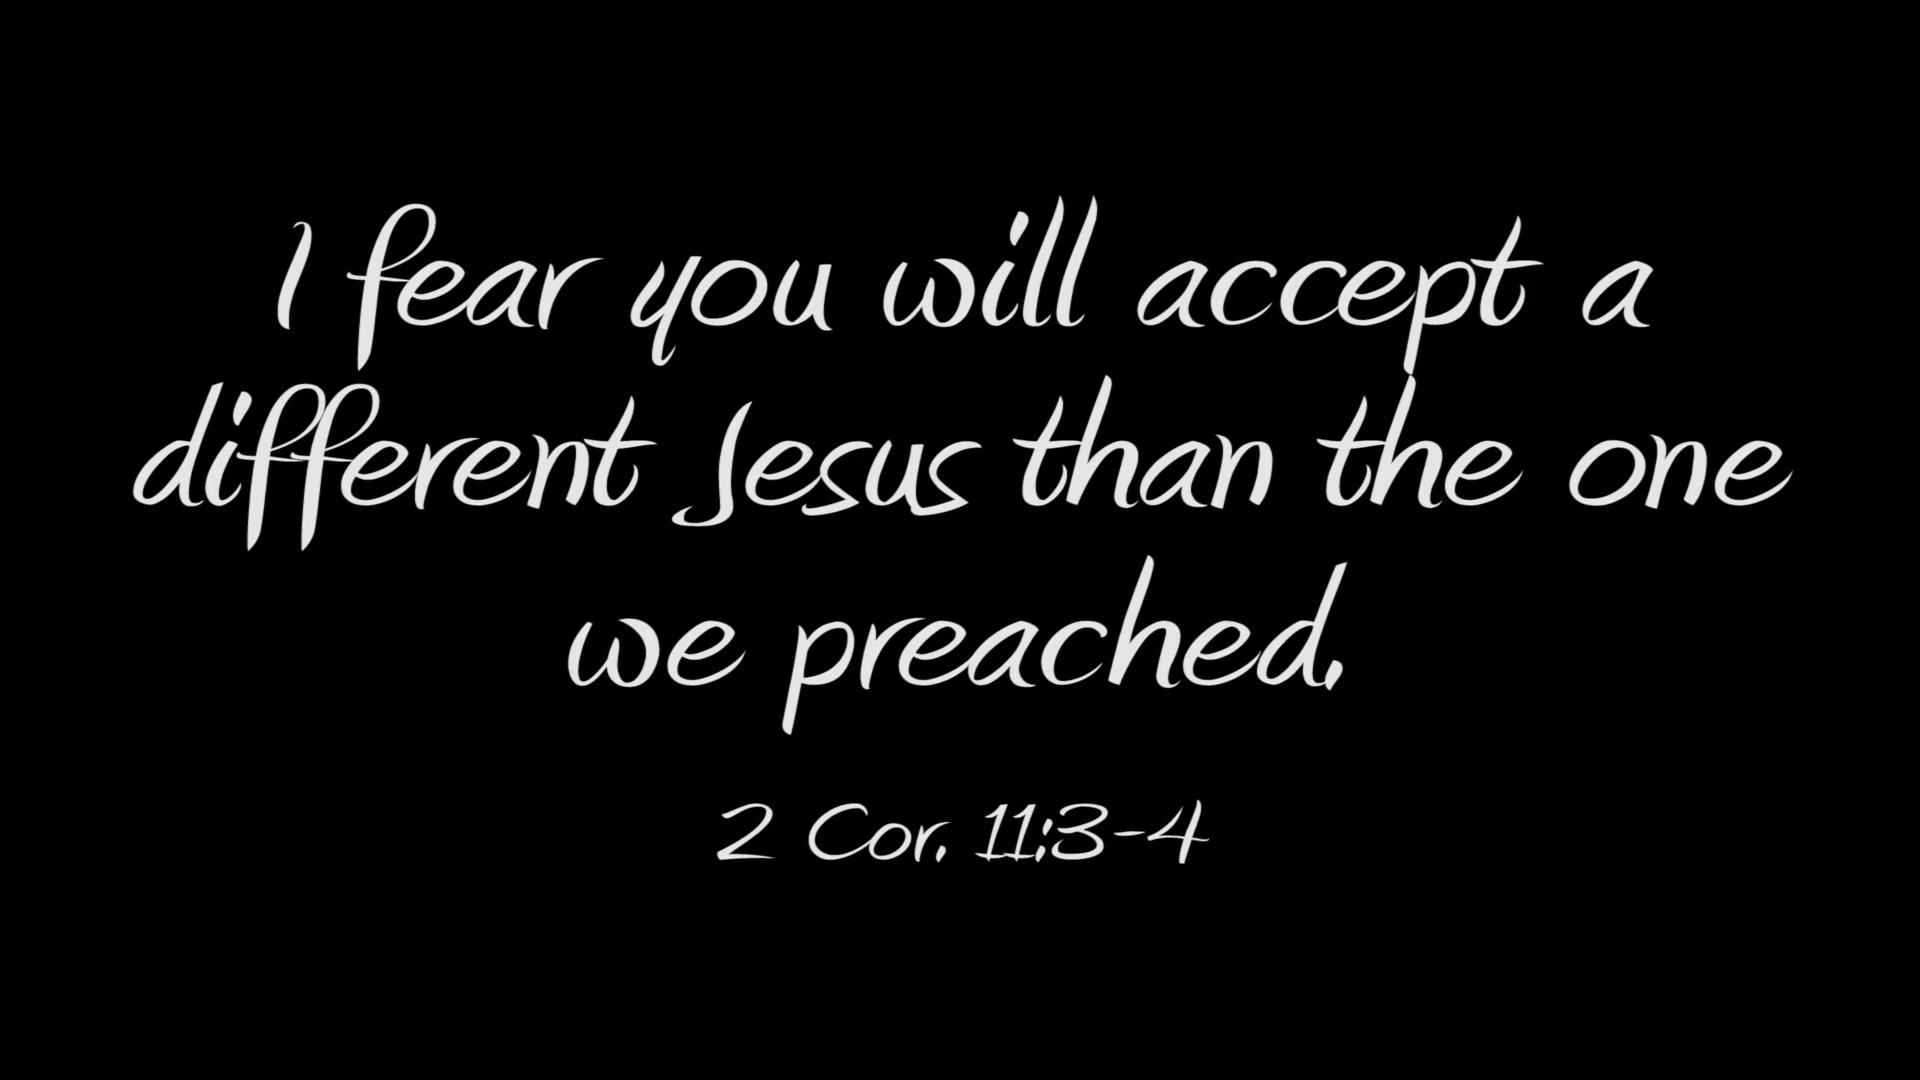 I fear you will accept a
different Jesus than the one
we preached.
2 Cor. 11:3-4